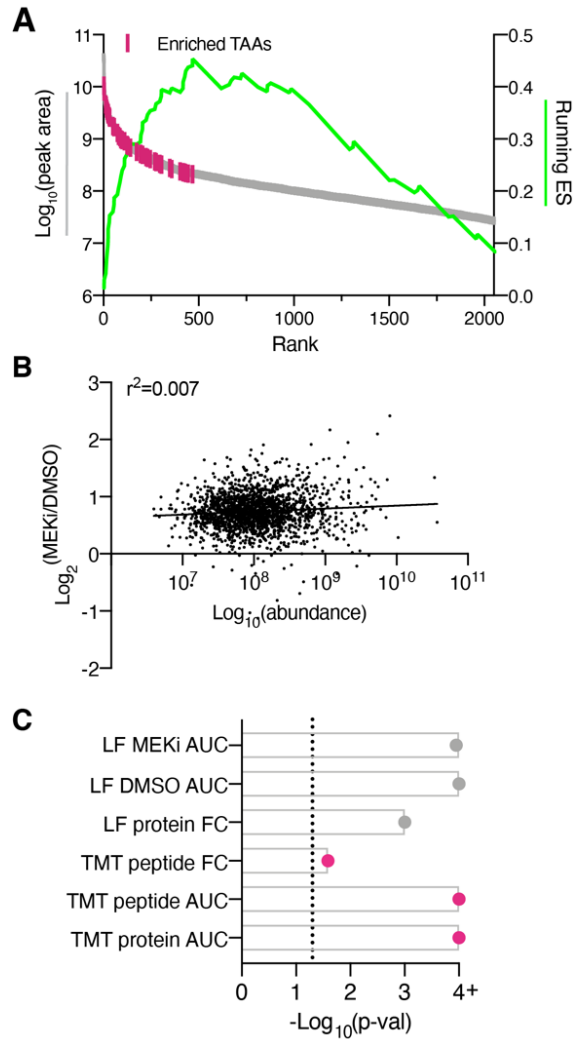 A
Enriched TAAs
11
10
9
8
7
6
Log10(peak area)
0.5
0.4
0.3
0.2
0.1
0.0
Running ES
0 500 1000 1500 2000
Rank
B
r2=0.007
3
2
1
0
-1
-2
Log2(MEKi/DMSO)
10^7 10^8 10^9 10^10 10^11
Log10(abundance)
C
LF MEKi AUC
LF DMSO AUC
LF protein FC
TMT peptide FC
TMT peptide AUC
TMT protein AUC
0 1 2 3 4+
-Log10(p-val)